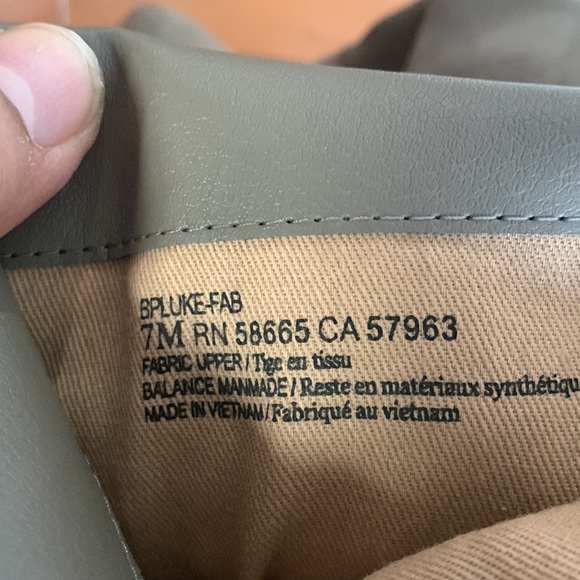 BPLUKE-FAB
7M RN 58665 CA 57963
FABRIC UPPER / Tige en tissu
BALANCE MANMADE / Reste en matériaux synthétiqu
MADE IN VIETNAM / Fabriqué au vietnam